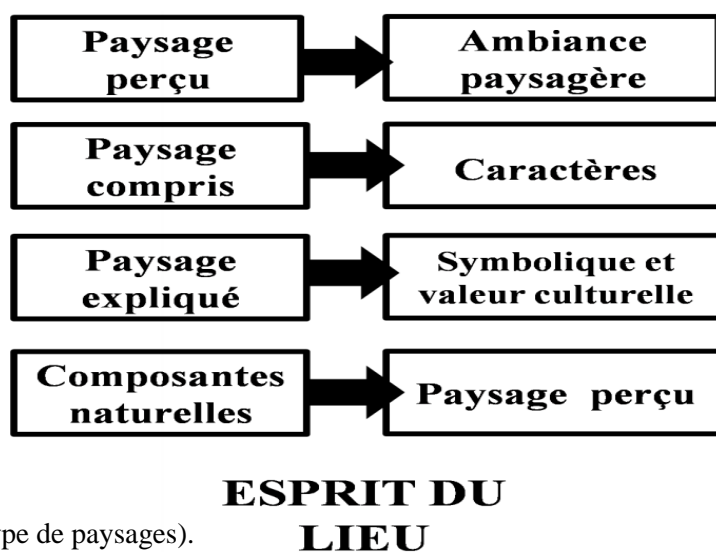 Paysage
perçu
Ambiance
paysagère
Paysage
compris
Caractères
Paysage
expliqué
Symbolique et
valeur culturelle
Composantes
naturelles
Paysage perçu
ESPRIT DU
LIEU
pe de paysages).